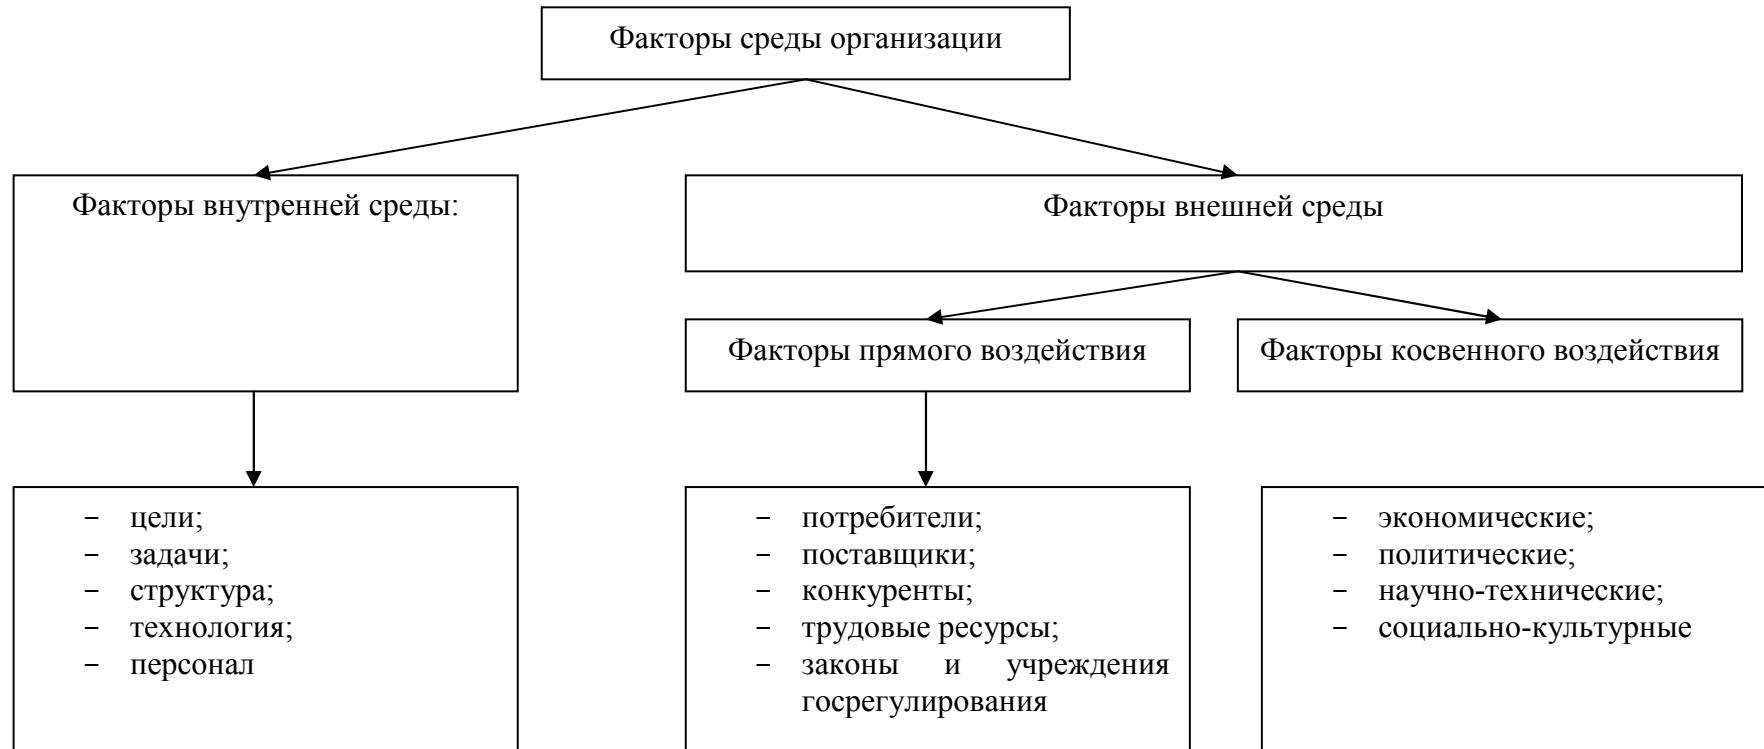 Факторы среды организации
Факторы внутренней среды:
Факторы внешней среды
Факторы прямого воздействия
Факторы косвенного воздействия
– цели;
– задачи;
– структура;
– технология;
– персонал
– потребители;
– поставщики;
– конкуренты;
– трудовые ресурсы;
– законы и учреждения
госрегулирования
– экономические;
– политические;
– научно-технические;
– социально-культурные